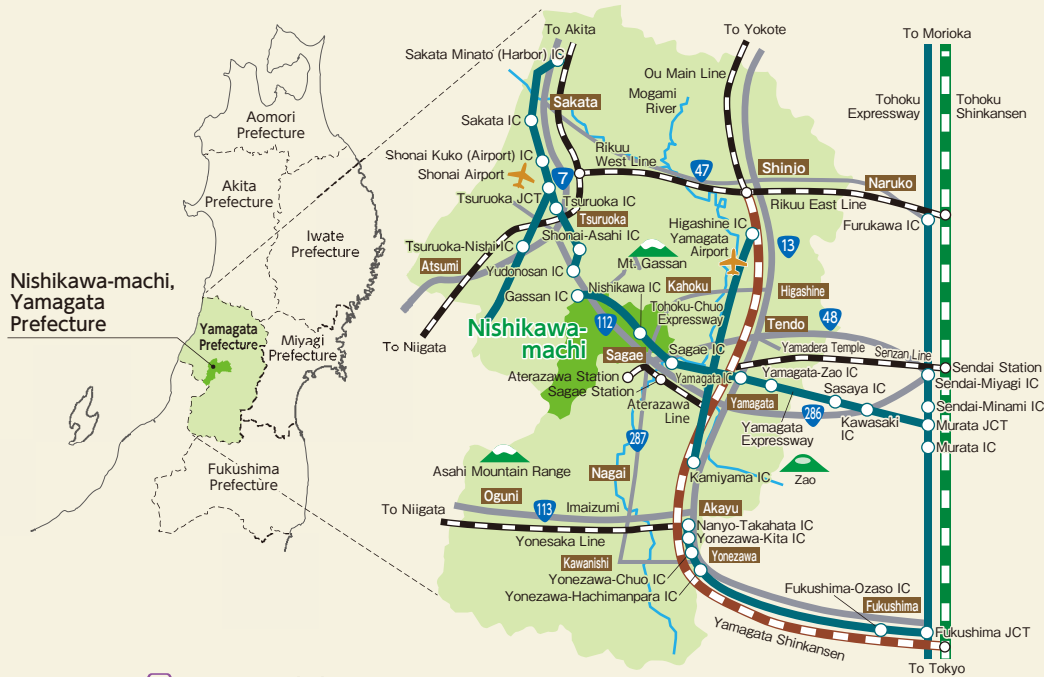 Aomori
Prefecture
Akita
Prefecture
Iwate
Prefecture
Nishikawa-machi,
Yamagata
Prefecture
Yamagata
Prefecture
Miyagi
Prefecture
Fukushima
Prefecture
To Akita
To Yokote
To Morioka
Sakata Minato (Harbor) IC
Ou Main Line
Mogami
River
Tohoku
Expressway
Tohoku
Shinkansen
Sakata
Sakata IC
Rikuu
West Line
Shonai Kuko (Airport) IC
Shonai Airport
7
47
Shinjo
Naruko
Tsuruoka JCT
Tsuruoka IC
Rikuu East Line
Tsuruoka
Higashine IC
Furukawa IC
Shonai-Asahi IC
Yamagata
Airport
13
Tsuruoka-Nishi IC
Atsumi
Yudonosan IC
Mt. Gassan
Nishikawa IC
Kahoku
Higashine
Gassan IC
Tohoku-Chuo
Expressway
48
112
Nishikawa-
machi
Tendo
To Niigata
Sagae
Sagae IC
Yamadera Temple
Senzan Line
Sendai Station
Aterazawa Station
Yamagata IC
Yamagata-Zao IC
Sendai-Miyagi IC
Sagae Station
Sasaya IC
Aterazawa
Line
Yamagata
286
Kawasaki
IC
Sendai-Minami IC
Yamagata
Expressway
Murata JCT
287
Murata IC
Asahi Mountain Range
Nagai
Kamiyama IC
Zao
Oguni
113
Imaizumi
Akayu
To Niigata
Nanyo-Takahata IC
Yonezawa-Kita IC
Yonesaka Line
Kawanishi
Yonezawa
Yonezawa-Chuo IC
Yonezawa-Hachimanpara IC
Fukushima-Ozaso IC
Fukushima
Yamagata Shinkansen
Fukushima JCT
To Tokyo